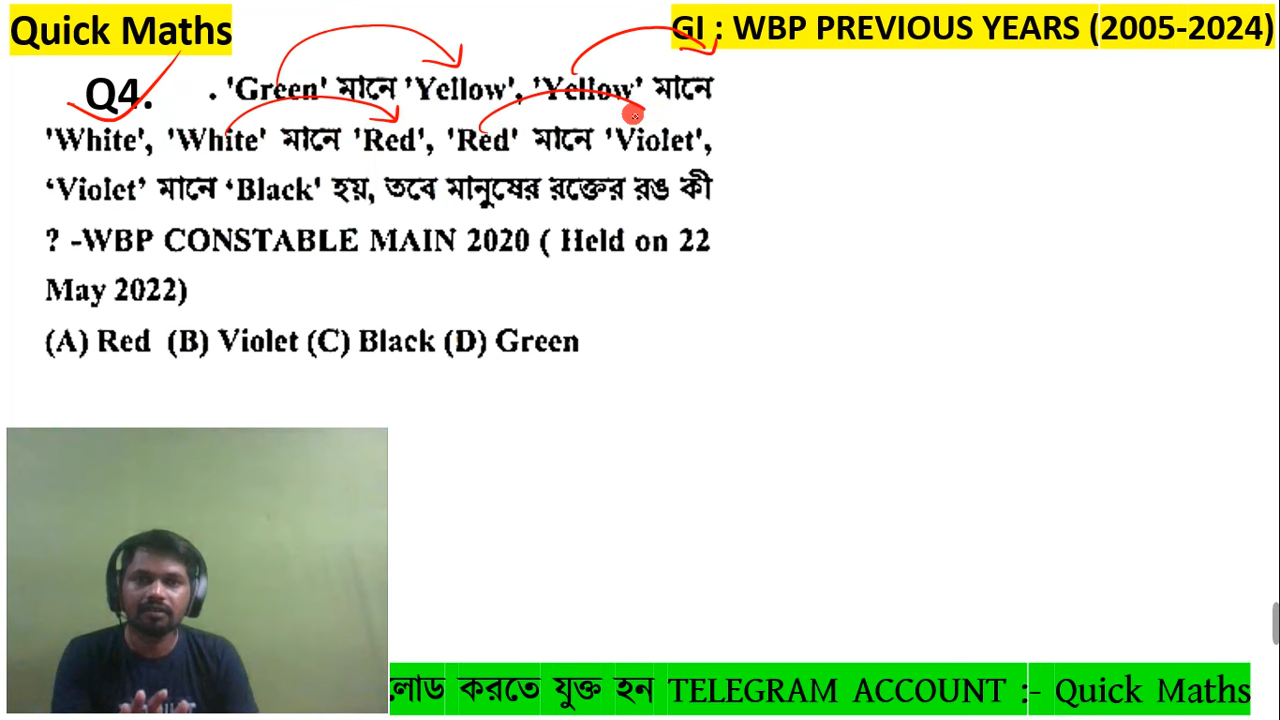 Quick Maths
GI : WBP PREVIOUS YEARS (2005-2024)
Q4. . 'Green' মানে 'Yellow', 'Yellow' মানে
'White', 'White' মানে 'Red', 'Red' মানে 'Violet',
‘Violet’ মানে ‘Black' হয়, তবে মানুষের রক্তের রঙ কী
? -WBP CONSTABLE MAIN 2020 ( Held on 22
May 2022)
(A) Red (B) Violet (C) Black (D) Green
লোড করতে যুক্ত হন TELEGRAM ACCOUNT :- Quick Maths